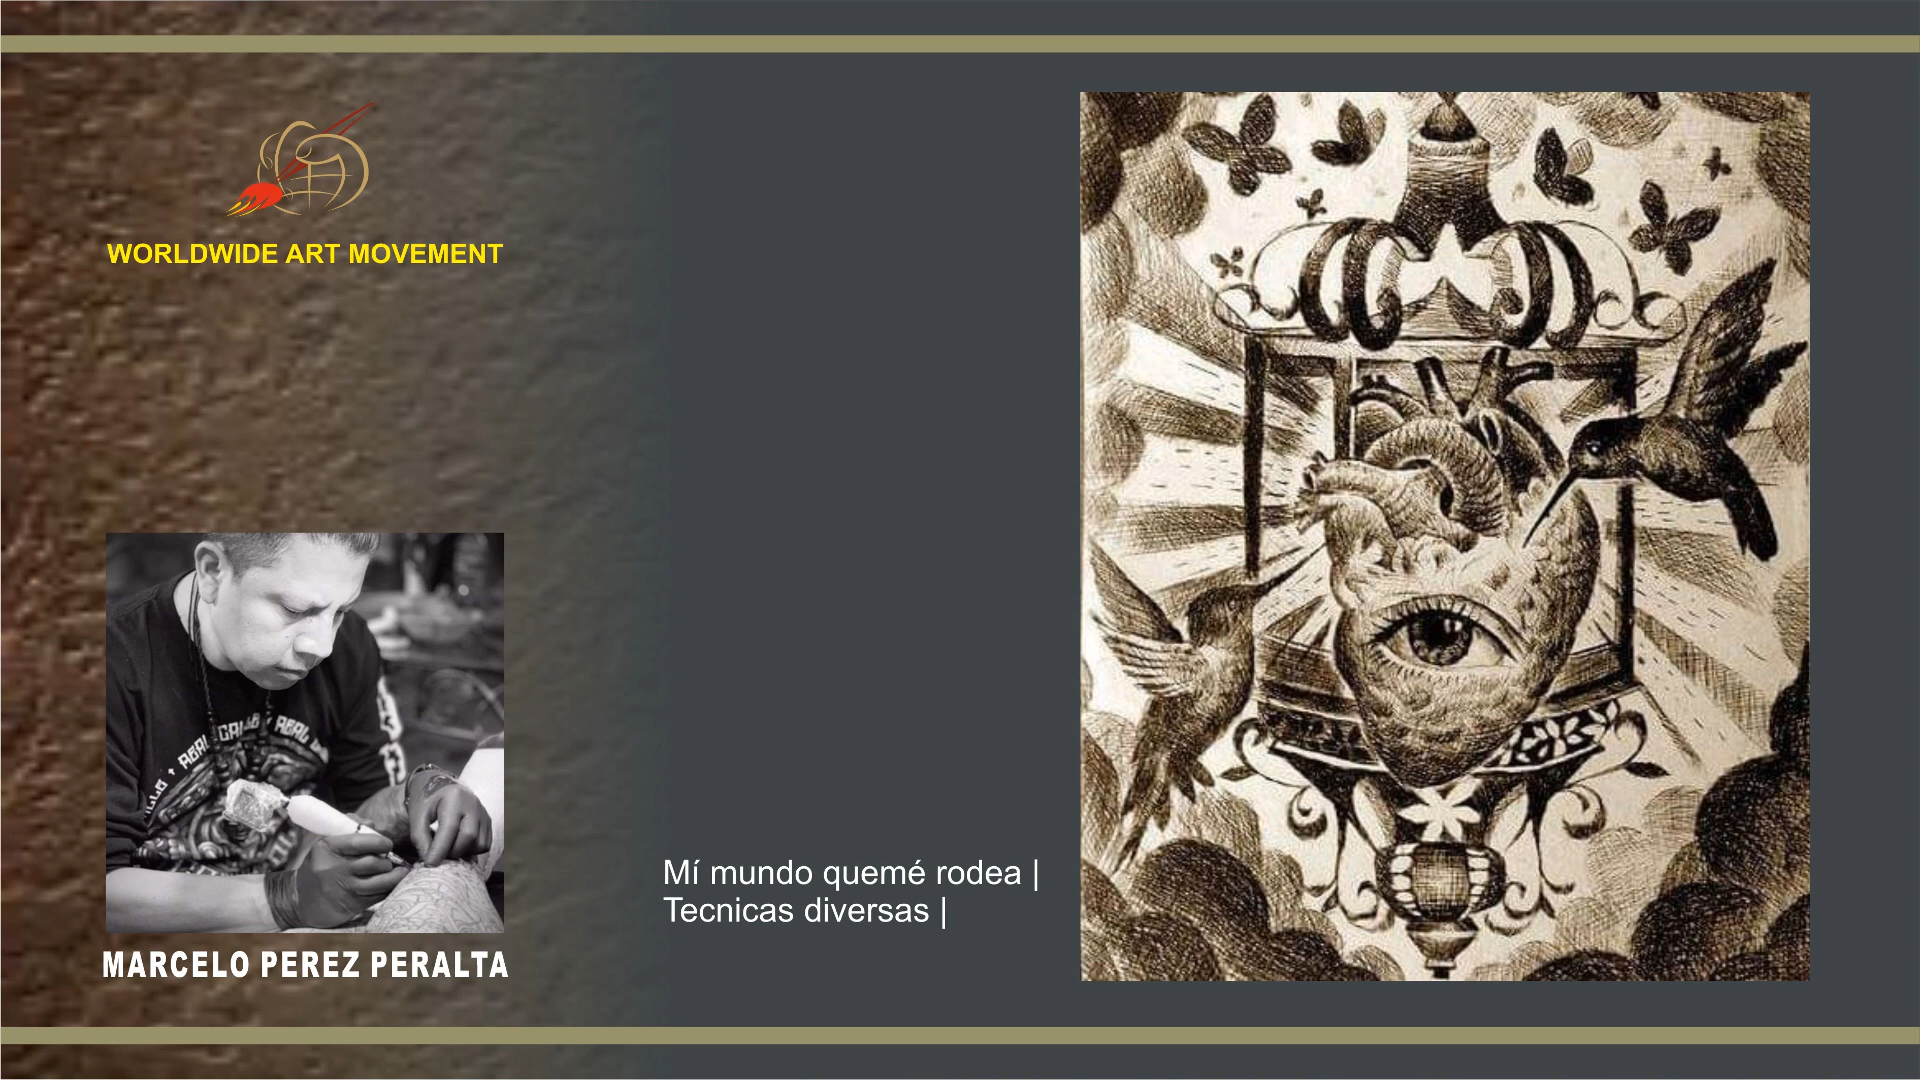 WORLDWIDE ART MOVEMENT
MARCELO PEREZ PERALTA
Mí mundo quemé rodea |
Tecnicas diversas |